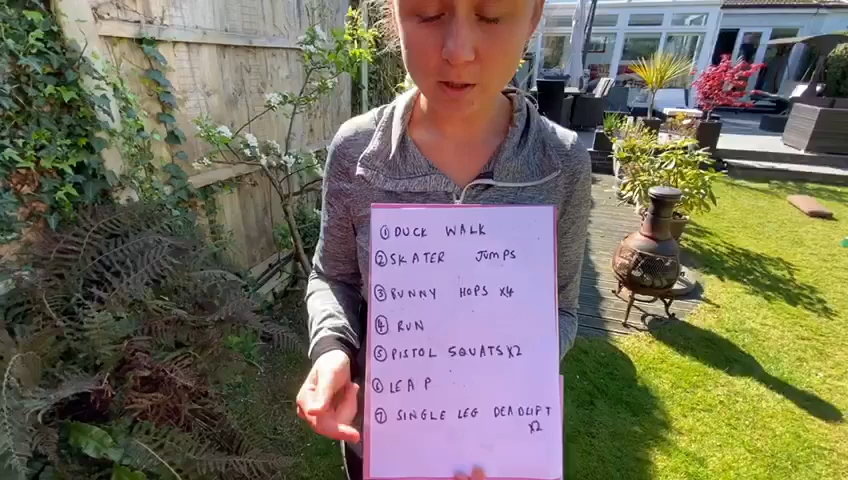 ① DUCK WALK
② SKATER JUMPS
③ BUNNY HOPS X4
④ RUN
⑤ PISTOL SQUATS X2
⑥ LEAP
⑦ SINGLE LEG DEADLIFT
X2